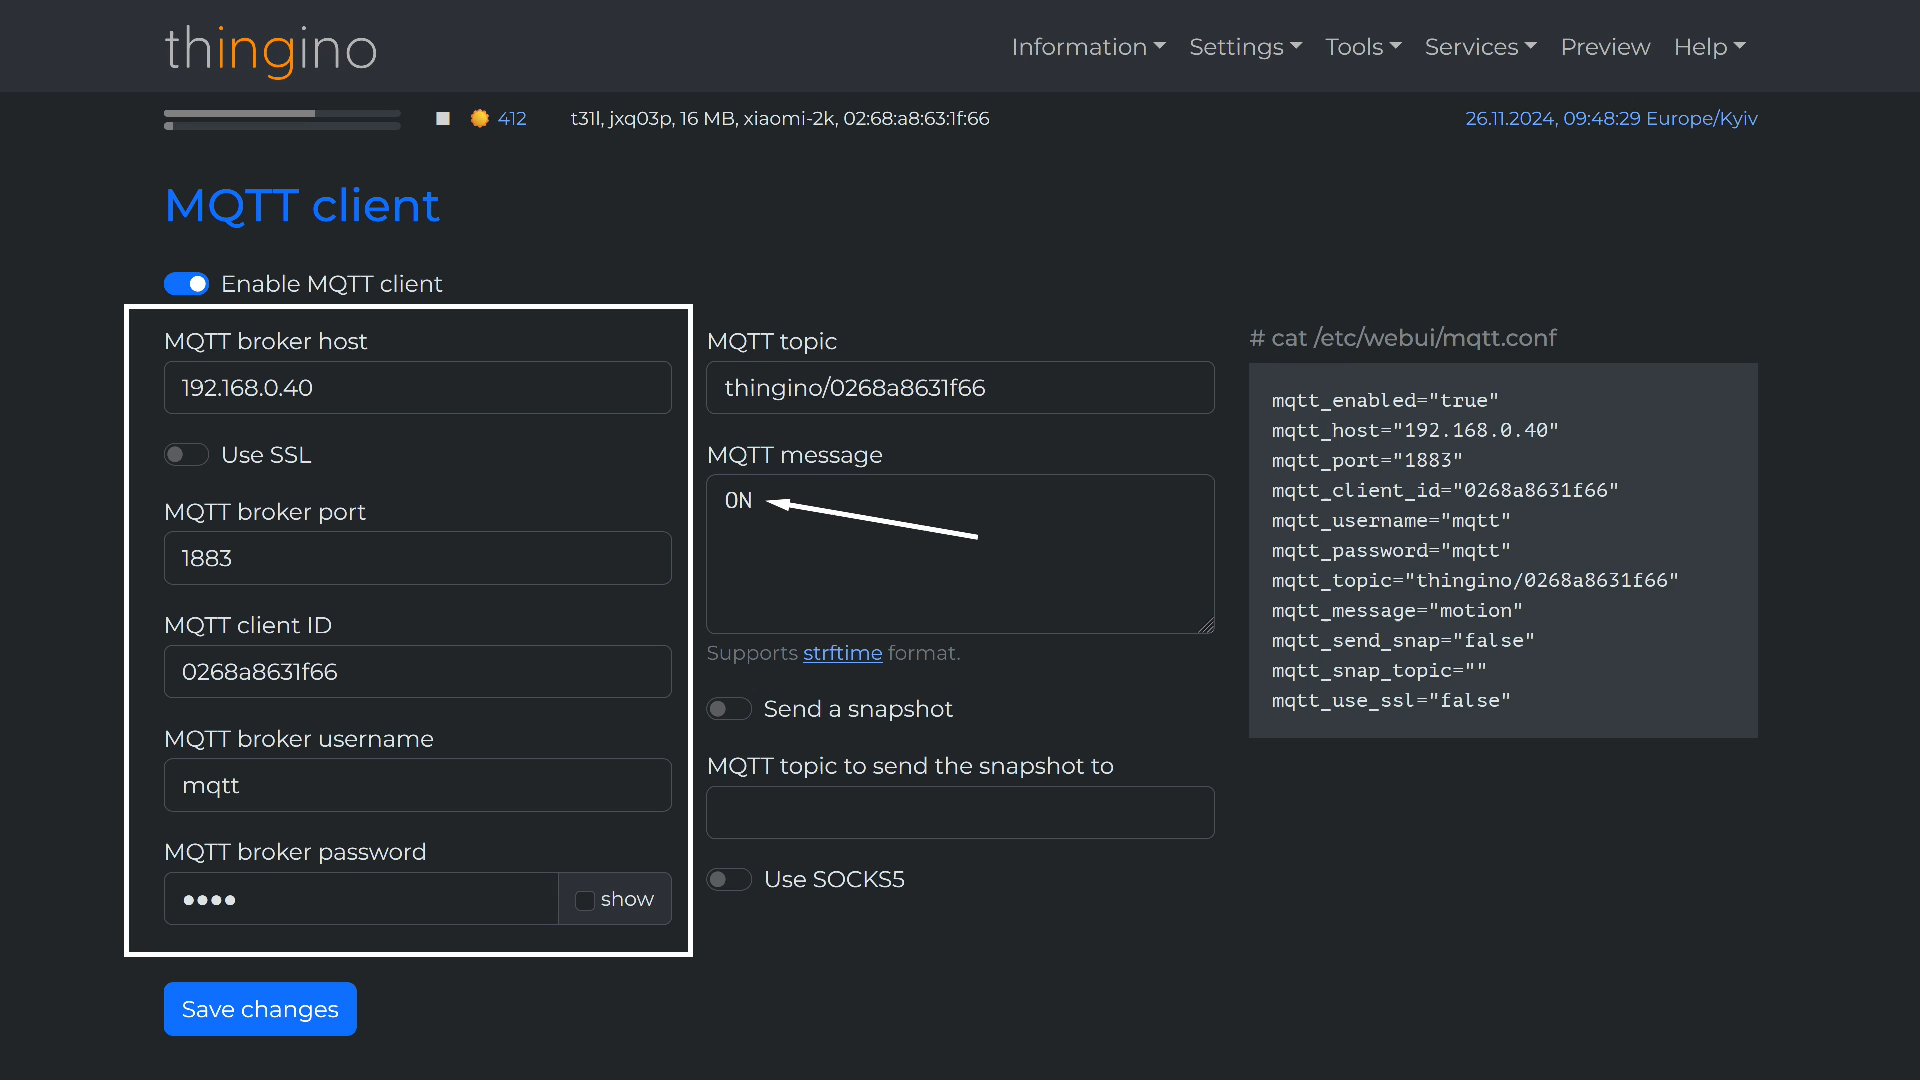 thingino
Information Settings Tools Services Preview Help
412 t31l, jxq03p, 16 MB, xiaomi-2k, 02:68:a8:63:1f:66 26.11.2024, 09:48:29 Europe/Kyiv
MQTT client
Enable MQTT client
MQTT broker host
192.168.0.40
Use SSL
MQTT broker port
1883
MQTT client ID
0268a8631f66
MQTT broker username
mqtt
MQTT broker password
●●●●
show
Save changes
MQTT topic
thingino/0268a8631f66
MQTT message
ON
Supports strftime format.
Send a snapshot
MQTT topic to send the snapshot to
Use SOCKS5
# cat /etc/webui/mqtt.conf
mqtt_enabled="true"
mqtt_host="192.168.0.40"
mqtt_port="1883"
mqtt_client_id="0268a8631f66"
mqtt_username="mqtt"
mqtt_password="mqtt"
mqtt_topic="thingino/0268a8631f66"
mqtt_message="motion"
mqtt_send_snap="false"
mqtt_snap_topic=""
mqtt_use_ssl="false"